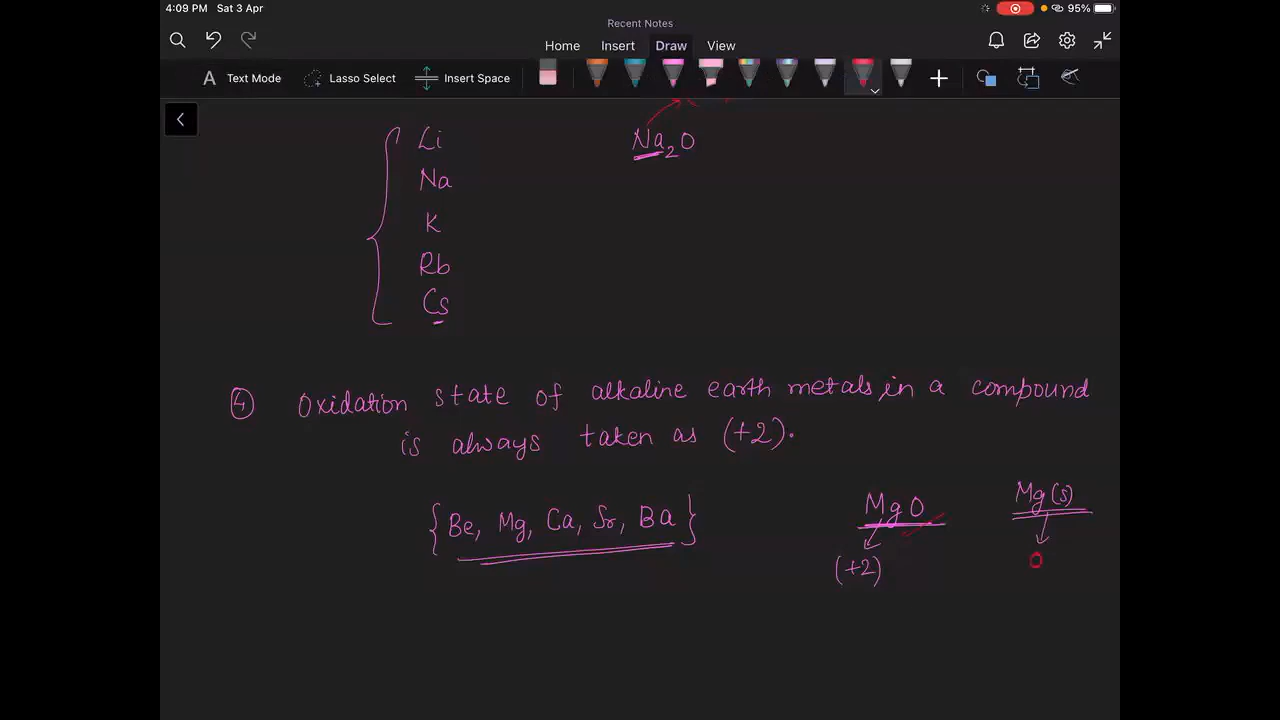 4:09 PM Sat 3 Apr
95%
Recent Notes
Home Insert Draw View
A Text Mode Lasso Select Insert Space
Li
Na₂O
Na
K
Rb
Cs
④ Oxidation state of alkaline earth metals, in a compound
is always taken as (+2).
{Be, Mg, Ca, Sr, Ba}
MgO
Mg(s)
(+2)
0